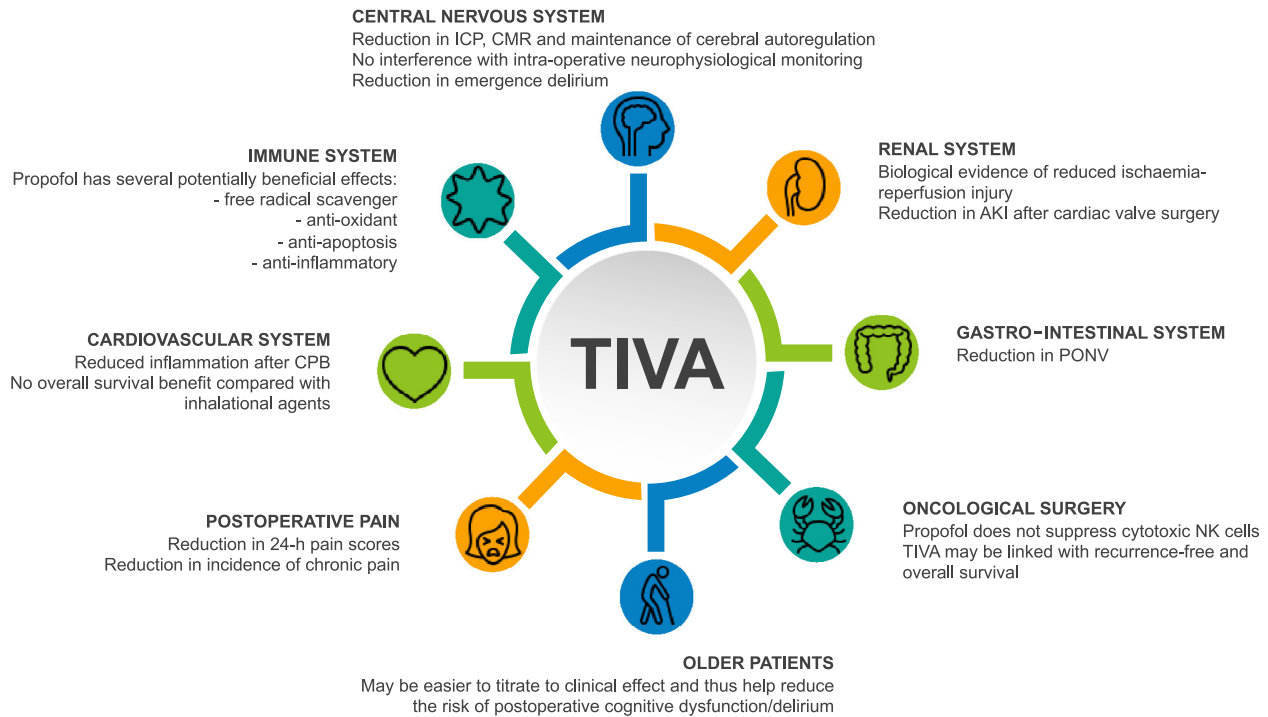 CENTRAL NERVOUS SYSTEM
Reduction in ICP, CMR and maintenance of cerebral autoregulation
No interference with intra-operative neurophysiological monitoring
Reduction in emergence delirium
IMMUNE SYSTEM
Propofol has several potentially beneficial effects:
- free radical scavenger
- anti-oxidant
- anti-apoptosis
- anti-inflammatory
RENAL SYSTEM
Biological evidence of reduced ischaemia-
reperfusion injury
Reduction in AKI after cardiac valve surgery
CARDIOVASCULAR SYSTEM
Reduced inflammation after CPB
No overall survival benefit compared with
inhalational agents
TIVA
GASTRO-INTESTINAL SYSTEM
Reduction in PONV
POSTOPERATIVE PAIN
Reduction in 24-h pain scores
Reduction in incidence of chronic pain
ONCOLOGICAL SURGERY
Propofol does not suppress cytotoxic NK cells
TIVA may be linked with recurrence-free and
overall survival
OLDER PATIENTS
May be easier to titrate to clinical effect and thus help reduce
the risk of postoperative cognitive dysfunction/delirium